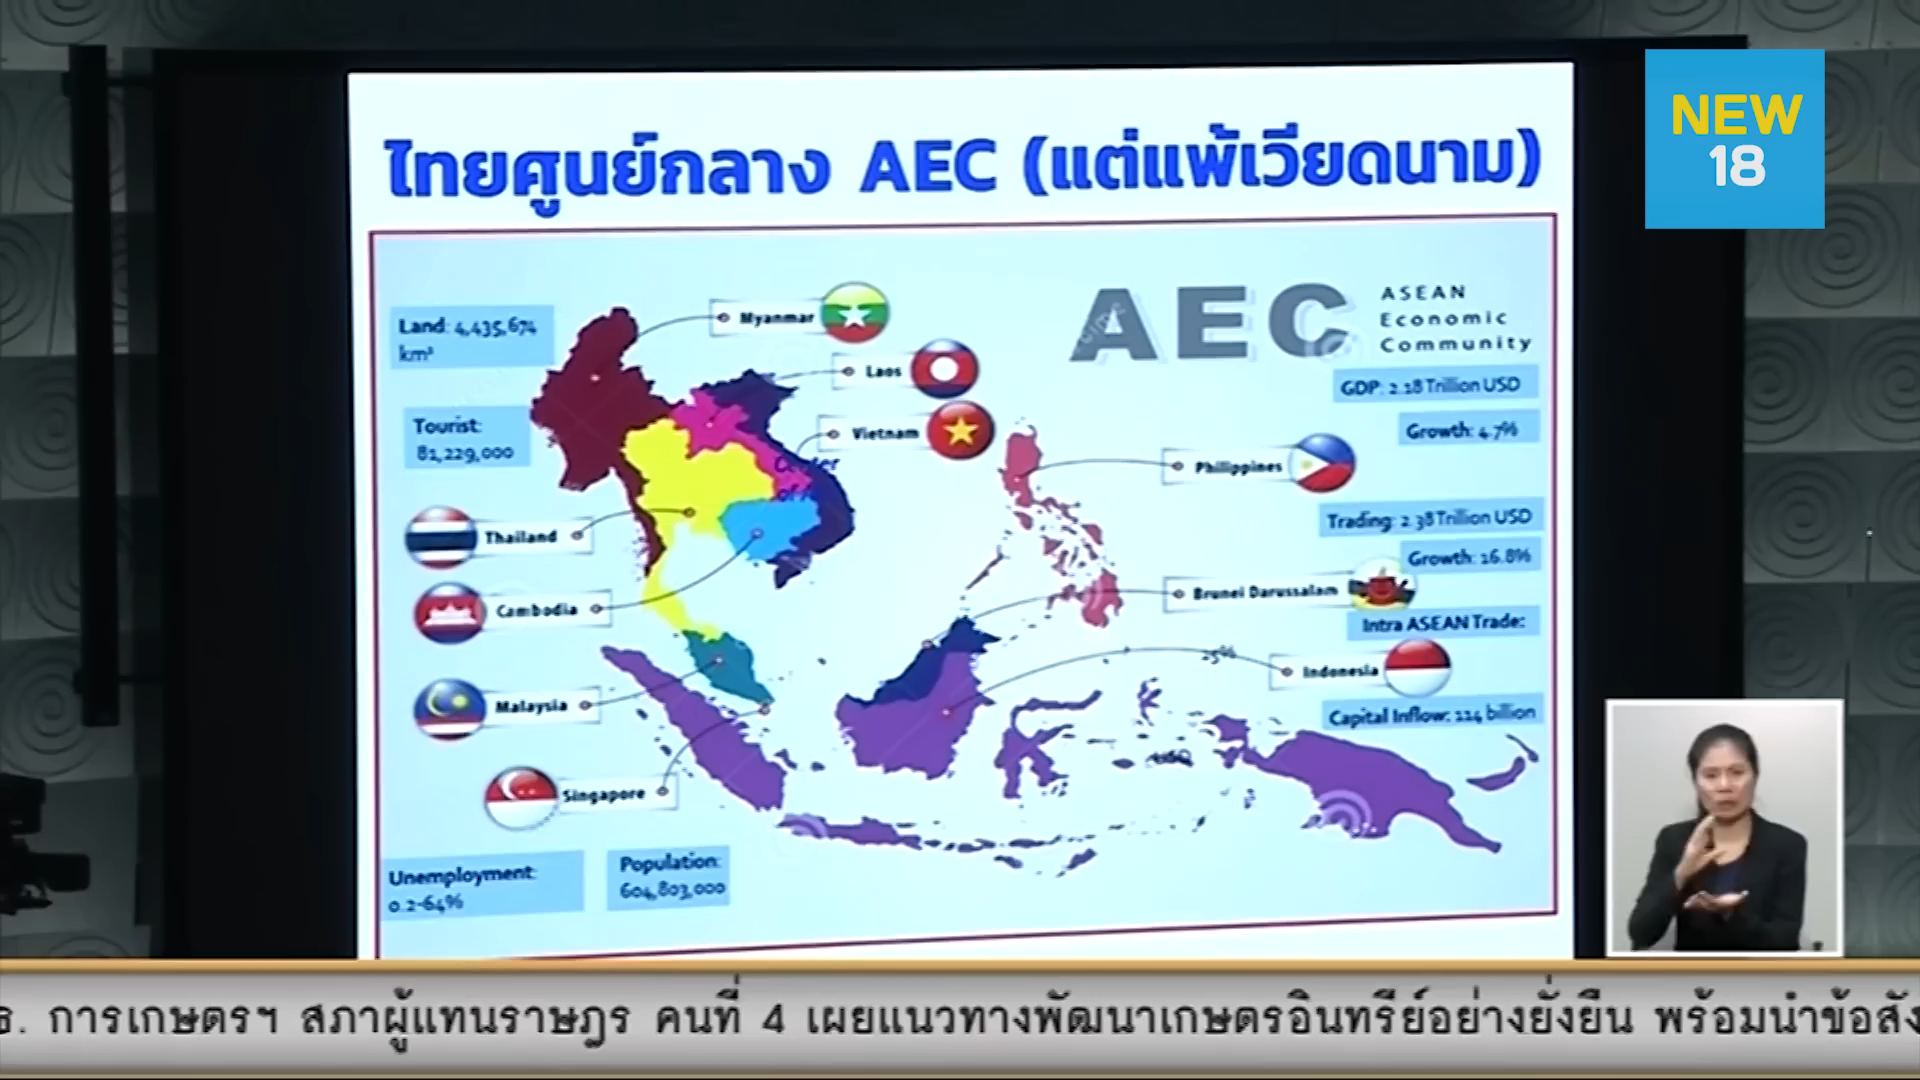 NEW
18
ไทยศูนย์กลาง AEC (แต่แพ้เวียดนาม)
AEC
ASEAN
Economic
Community
Land: 4,435,674
km²
Myanmar
Laos
Vietnam
GDP: 2.18 Trillion USD
Growth: 4.7%
Tourist:
81,229,000
Philippines
Trading: 2.38 Trillion USD
Growth: 16.8%
Thailand
Cambodia
Brunei Darussalam
Intra ASEAN Trade:
25%
Indonesia
Malaysia
Capital Inflow: 114 billion
USD
Singapore
Unemployment:
0.2-64%
Population:
604,803,000
ธ. การเกษตรฯ สภาผู้แทนราษฎร คนที่ 4 เผยแนวทางพัฒนาเกษตรอินทรีย์อย่างยั่งยืน พร้อมนำข้อสัง